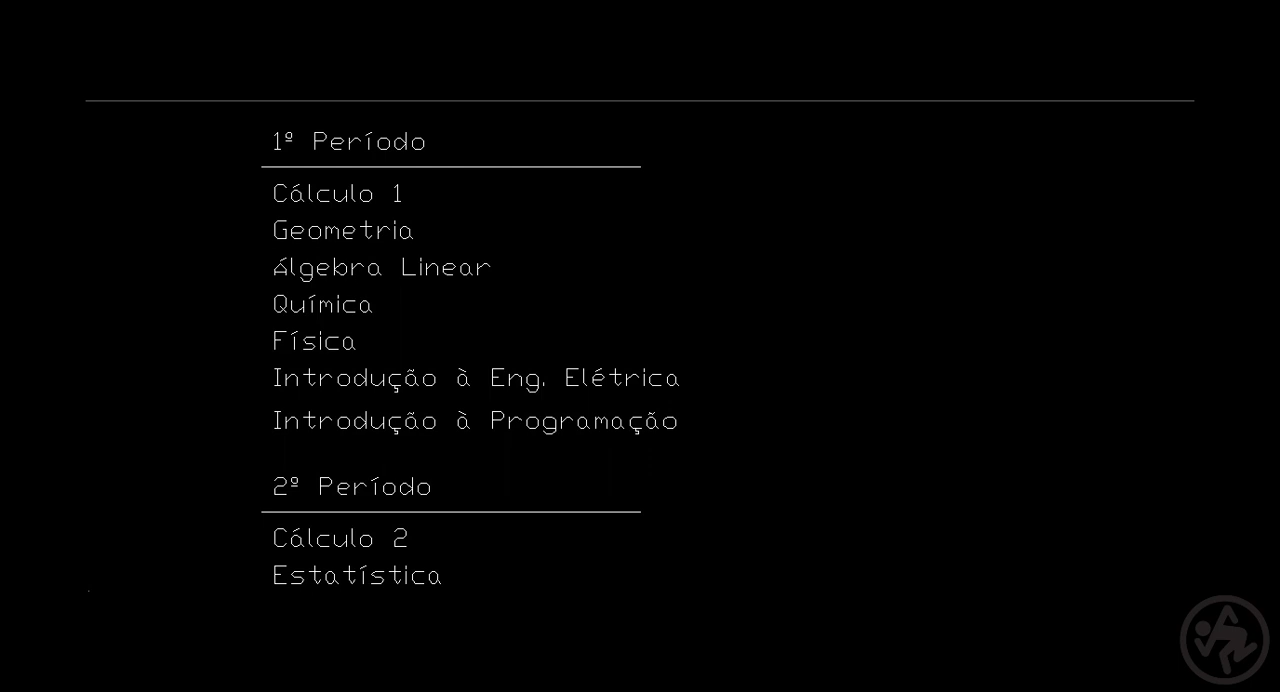 1º Período
Cálculo 1
Geometria
Álgebra Linear
Química
Física
Introdução à Eng. Elétrica
Introdução à Programação
2º Período
Cálculo 2
Estatística